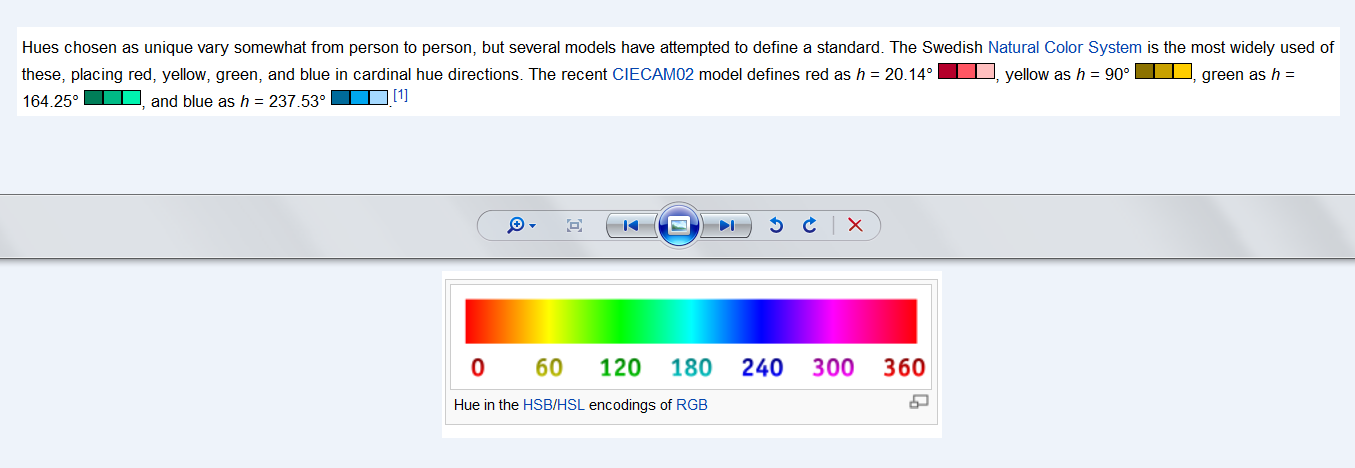 Hues chosen as unique vary somewhat from person to person, but several models have attempted to define a standard. The Swedish Natural Color System is the most widely used of
these, placing red, yellow, green, and blue in cardinal hue directions. The recent CIECAM02 model defines red as h = 20.14° , yellow as h = 90° , green as h =
164.25° , and blue as h = 237.53° .[1]
0 60 120 180 240 300 360
Hue in the HSB/HSL encodings of RGB